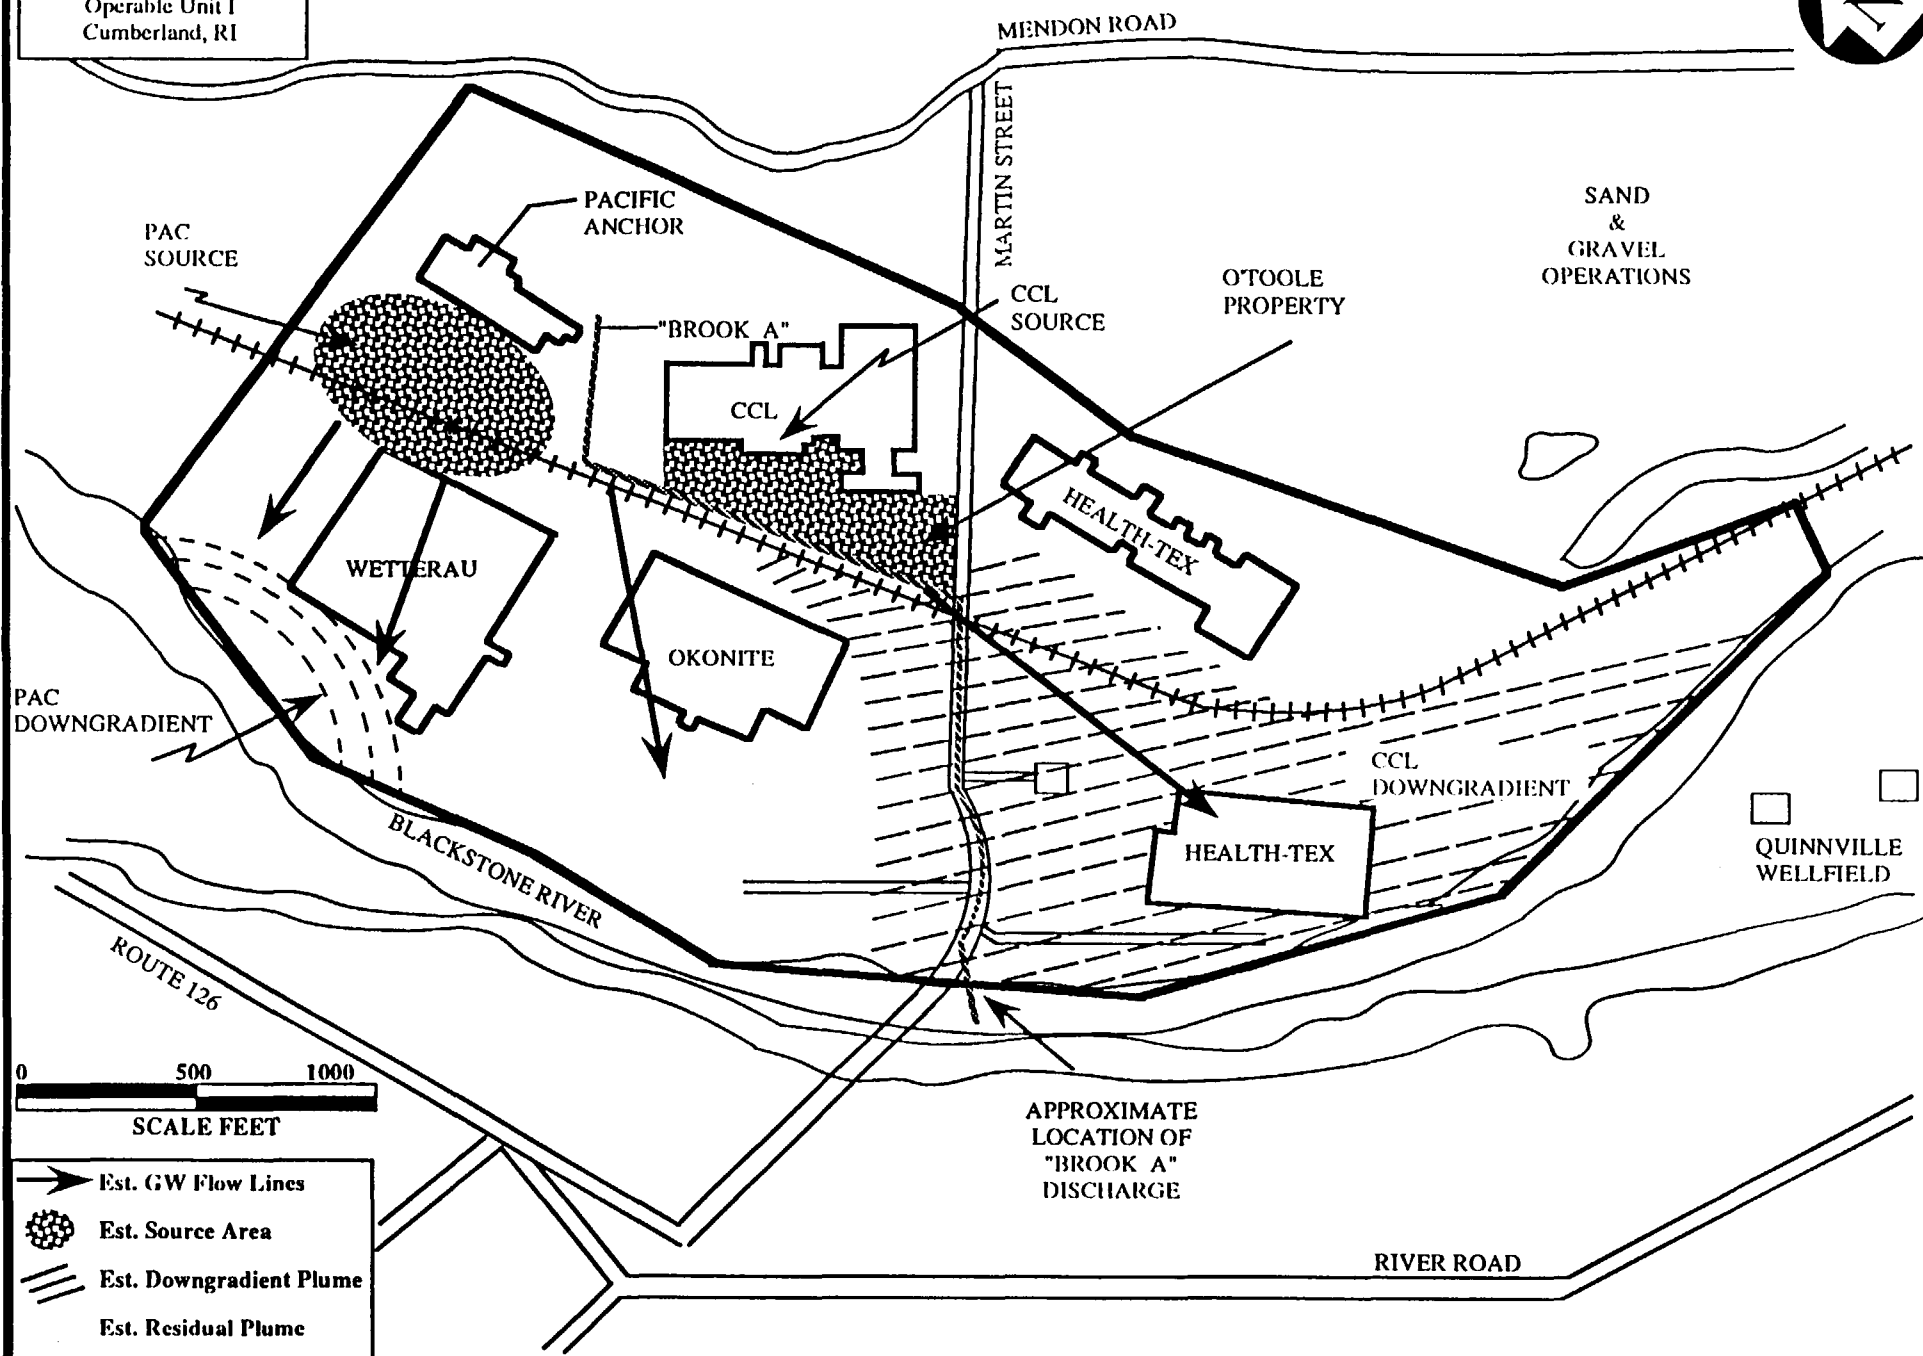 Operable Unit I
Cumberland, RI
MENDON ROAD
N
MARTIN STREET
PACIFIC
ANCHOR
SAND
&
GRAVEL
OPERATIONS
PAC
SOURCE
O'TOOLE
PROPERTY
CCL
SOURCE
"BROOK A"
CCL
HEALTH-TEX
WETTERAU
OKONITE
PAC
DOWNGRADIENT
CCL
DOWNGRADIENT
BLACKSTONE RIVER
HEALTH-TEX
QUINNVILLE
WELLFIELD
ROUTE 126
0 500 1000
SCALE FEET
APPROXIMATE
LOCATION OF
"BROOK A"
DISCHARGE
Est. GW Flow Lines
Est. Source Area
Est. Downgradient Plume
Est. Residual Plume
RIVER ROAD